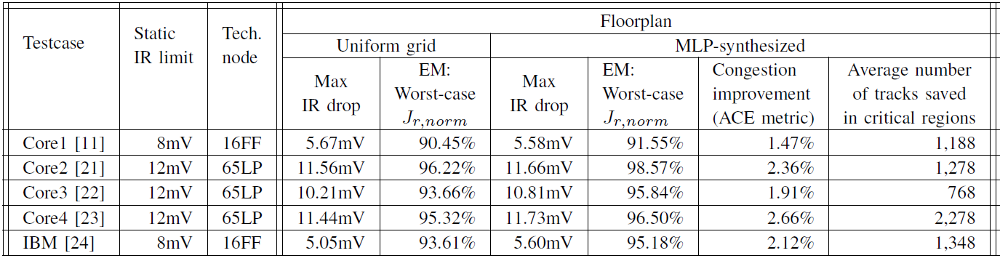 Floorplan
Testcase Static IR limit Tech. node
Uniform grid MLP-synthesized
Max IR drop EM: Worst-case J_{r,norm} Max IR drop EM: Worst-case J_{r,norm} Congestion improvement (ACE metric) Average number of tracks saved in critical regions
Core1 [11] 8mV 16FF 5.67mV 90.45% 5.58mV 91.55% 1.47% 1,188
Core2 [21] 12mV 65LP 11.56mV 96.22% 11.66mV 98.57% 2.36% 1,278
Core3 [22] 12mV 65LP 10.21mV 93.66% 10.81mV 95.84% 1.91% 768
Core4 [23] 12mV 65LP 11.44mV 95.32% 11.73mV 96.50% 2.66% 2,278
IBM [24] 8mV 16FF 5.05mV 93.61% 5.60mV 95.18% 2.12% 1,348